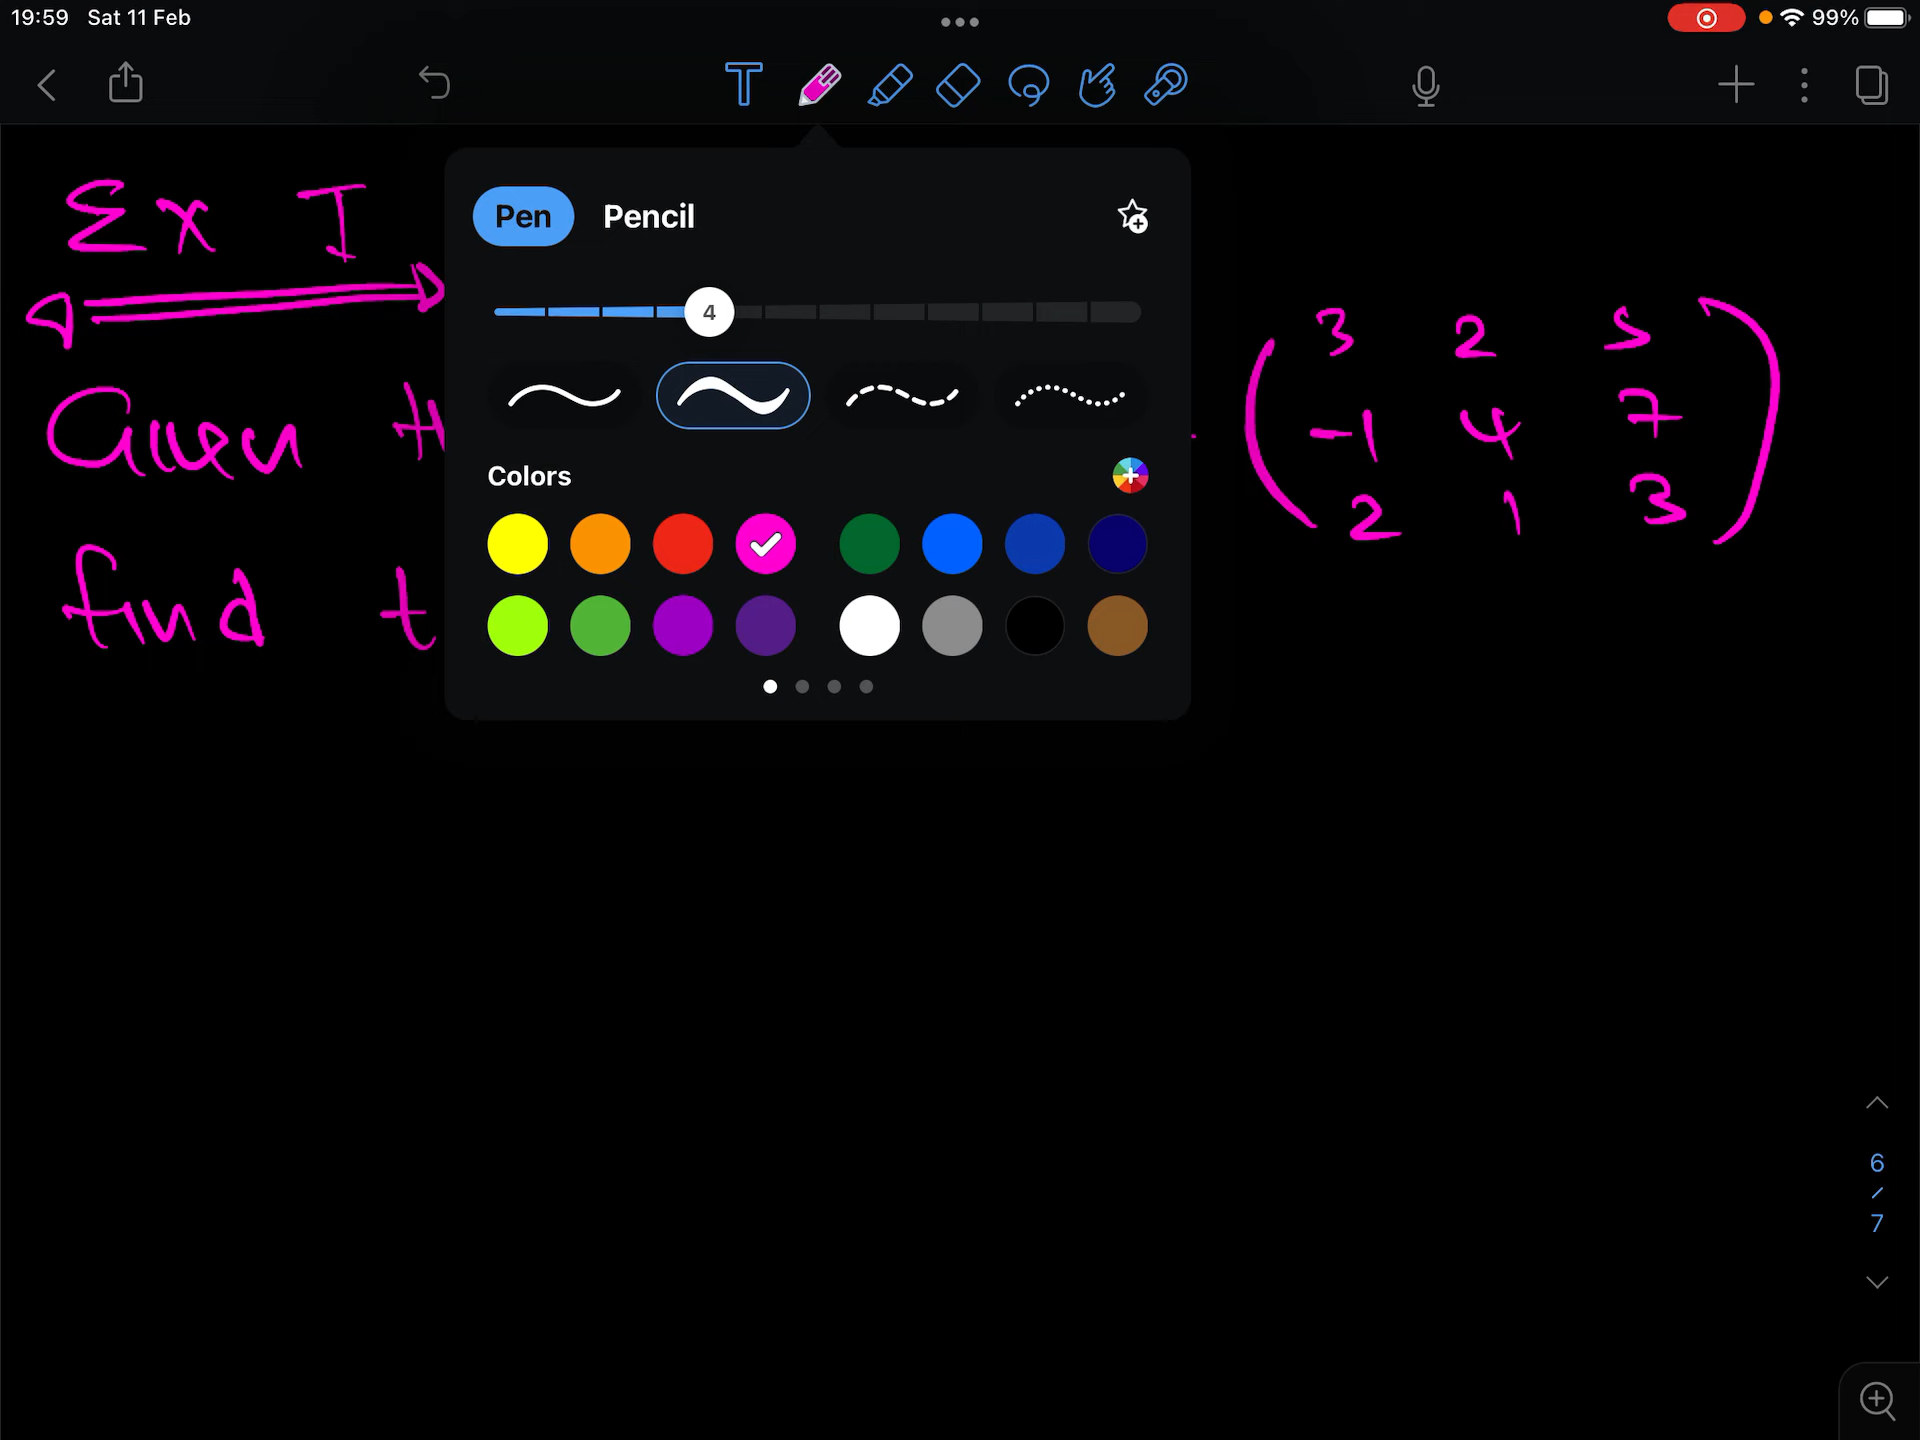 19:59 Sat 11 Feb 99%
T
Ex I
Pen Pencil
4
3 2 5
Given
-1 4 7
Colors
2 1 3
find t
6
/
7